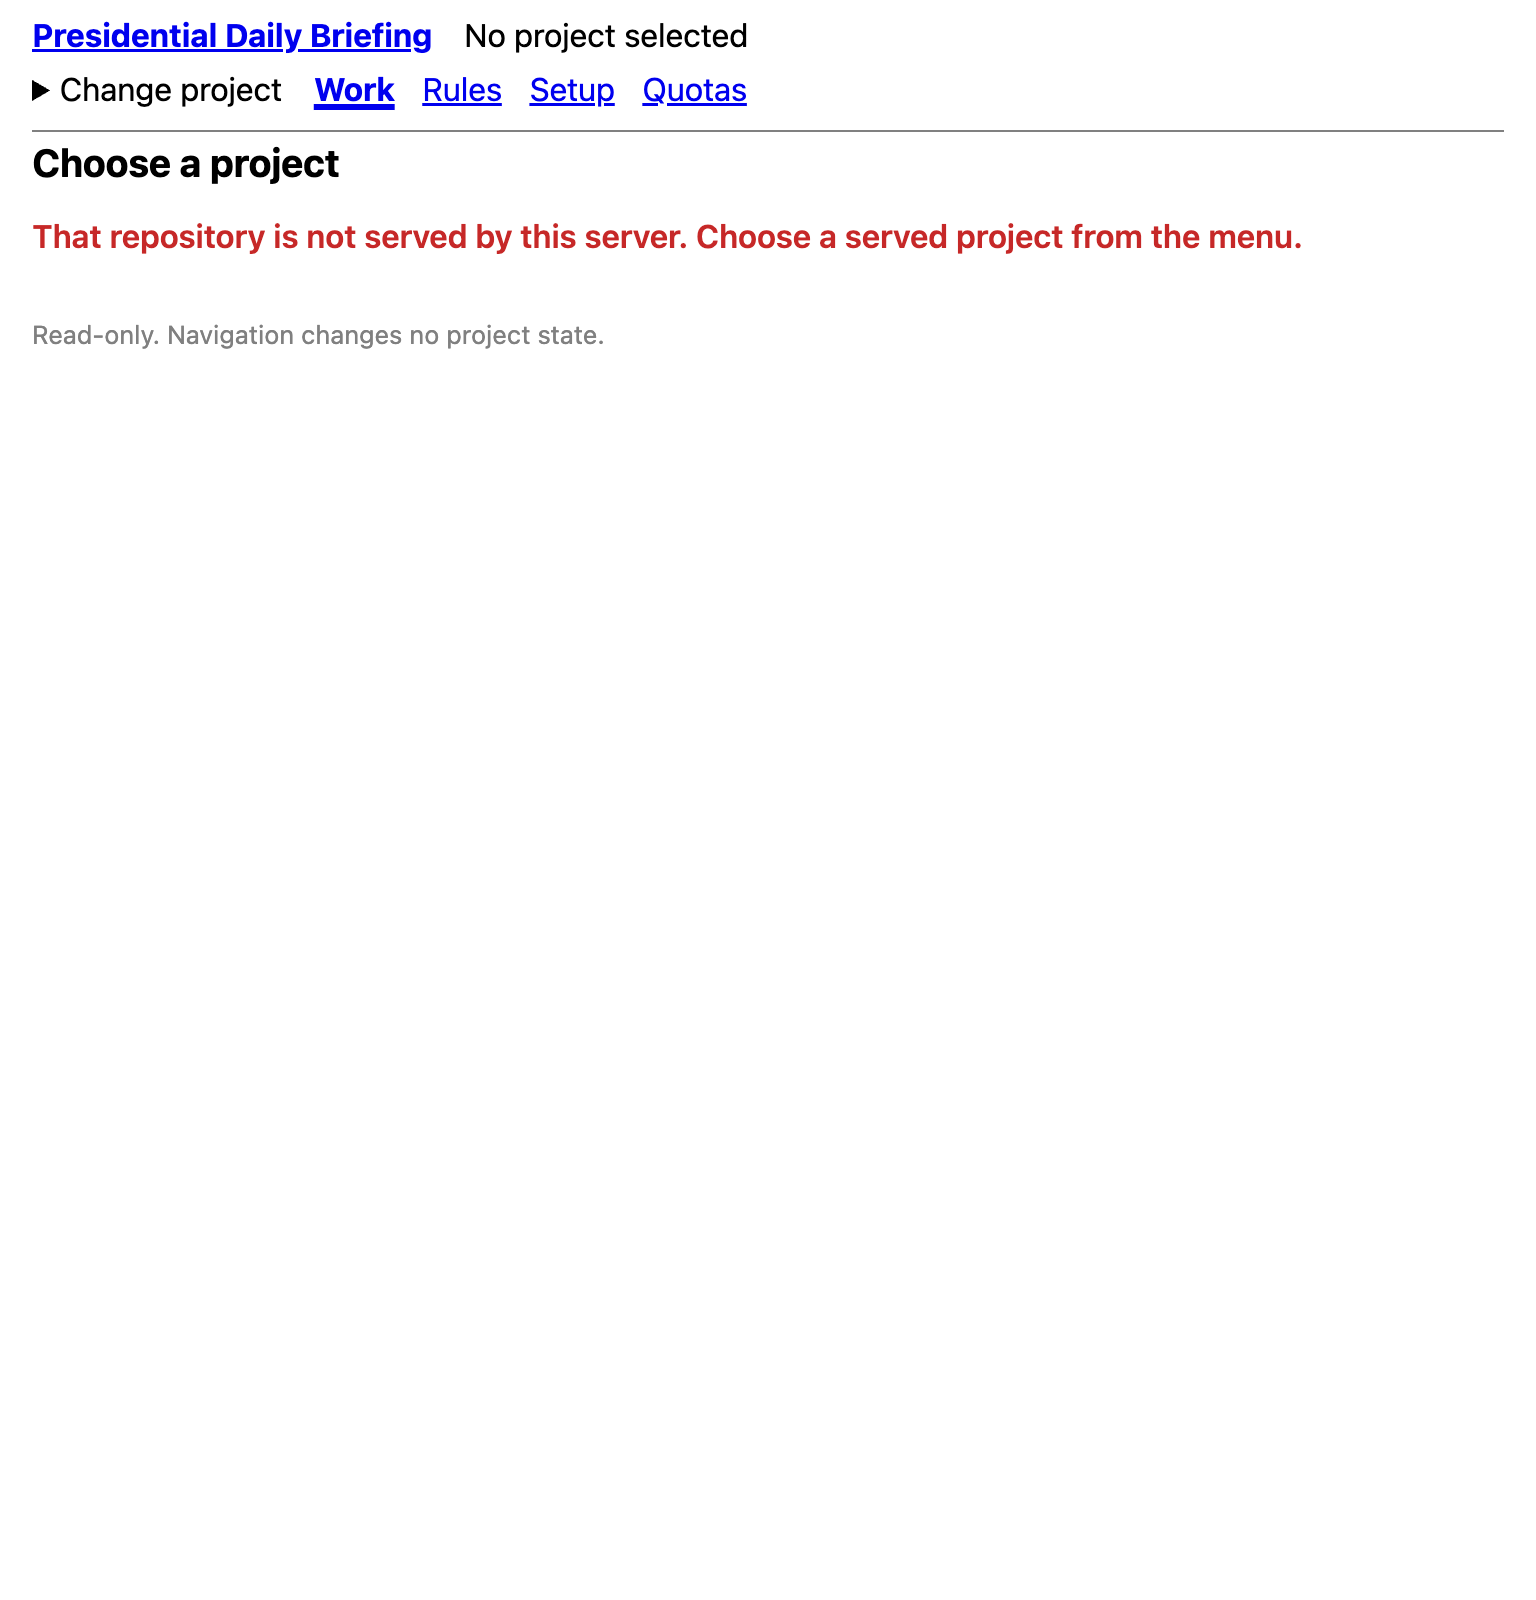 Presidential Daily Briefing No project selected
Change project Work Rules Setup Quotas
Choose a project
That repository is not served by this server. Choose a served project from the menu.
Read-only. Navigation changes no project state.